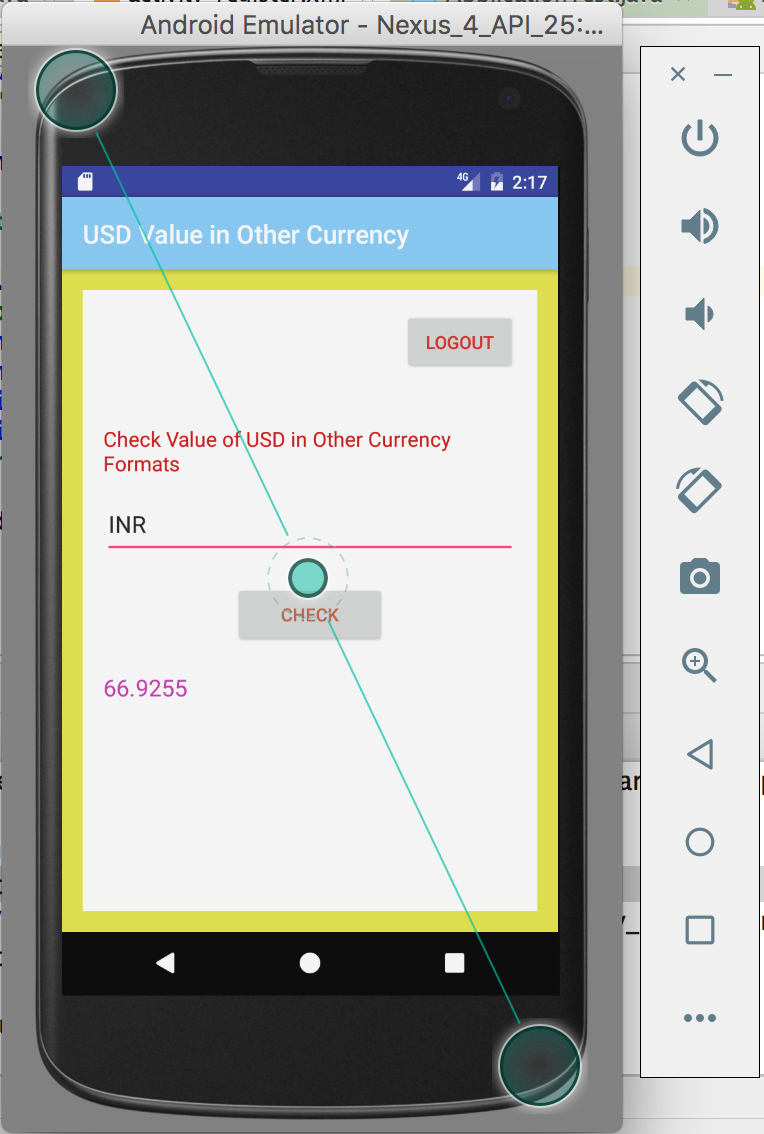 Android Emulator - Nexus_4_API_25:...
4G
2:17
USD Value in Other Currency
LOGOUT
Check Value of USD in Other Currency
Formats
INR
CHECK
66.9255